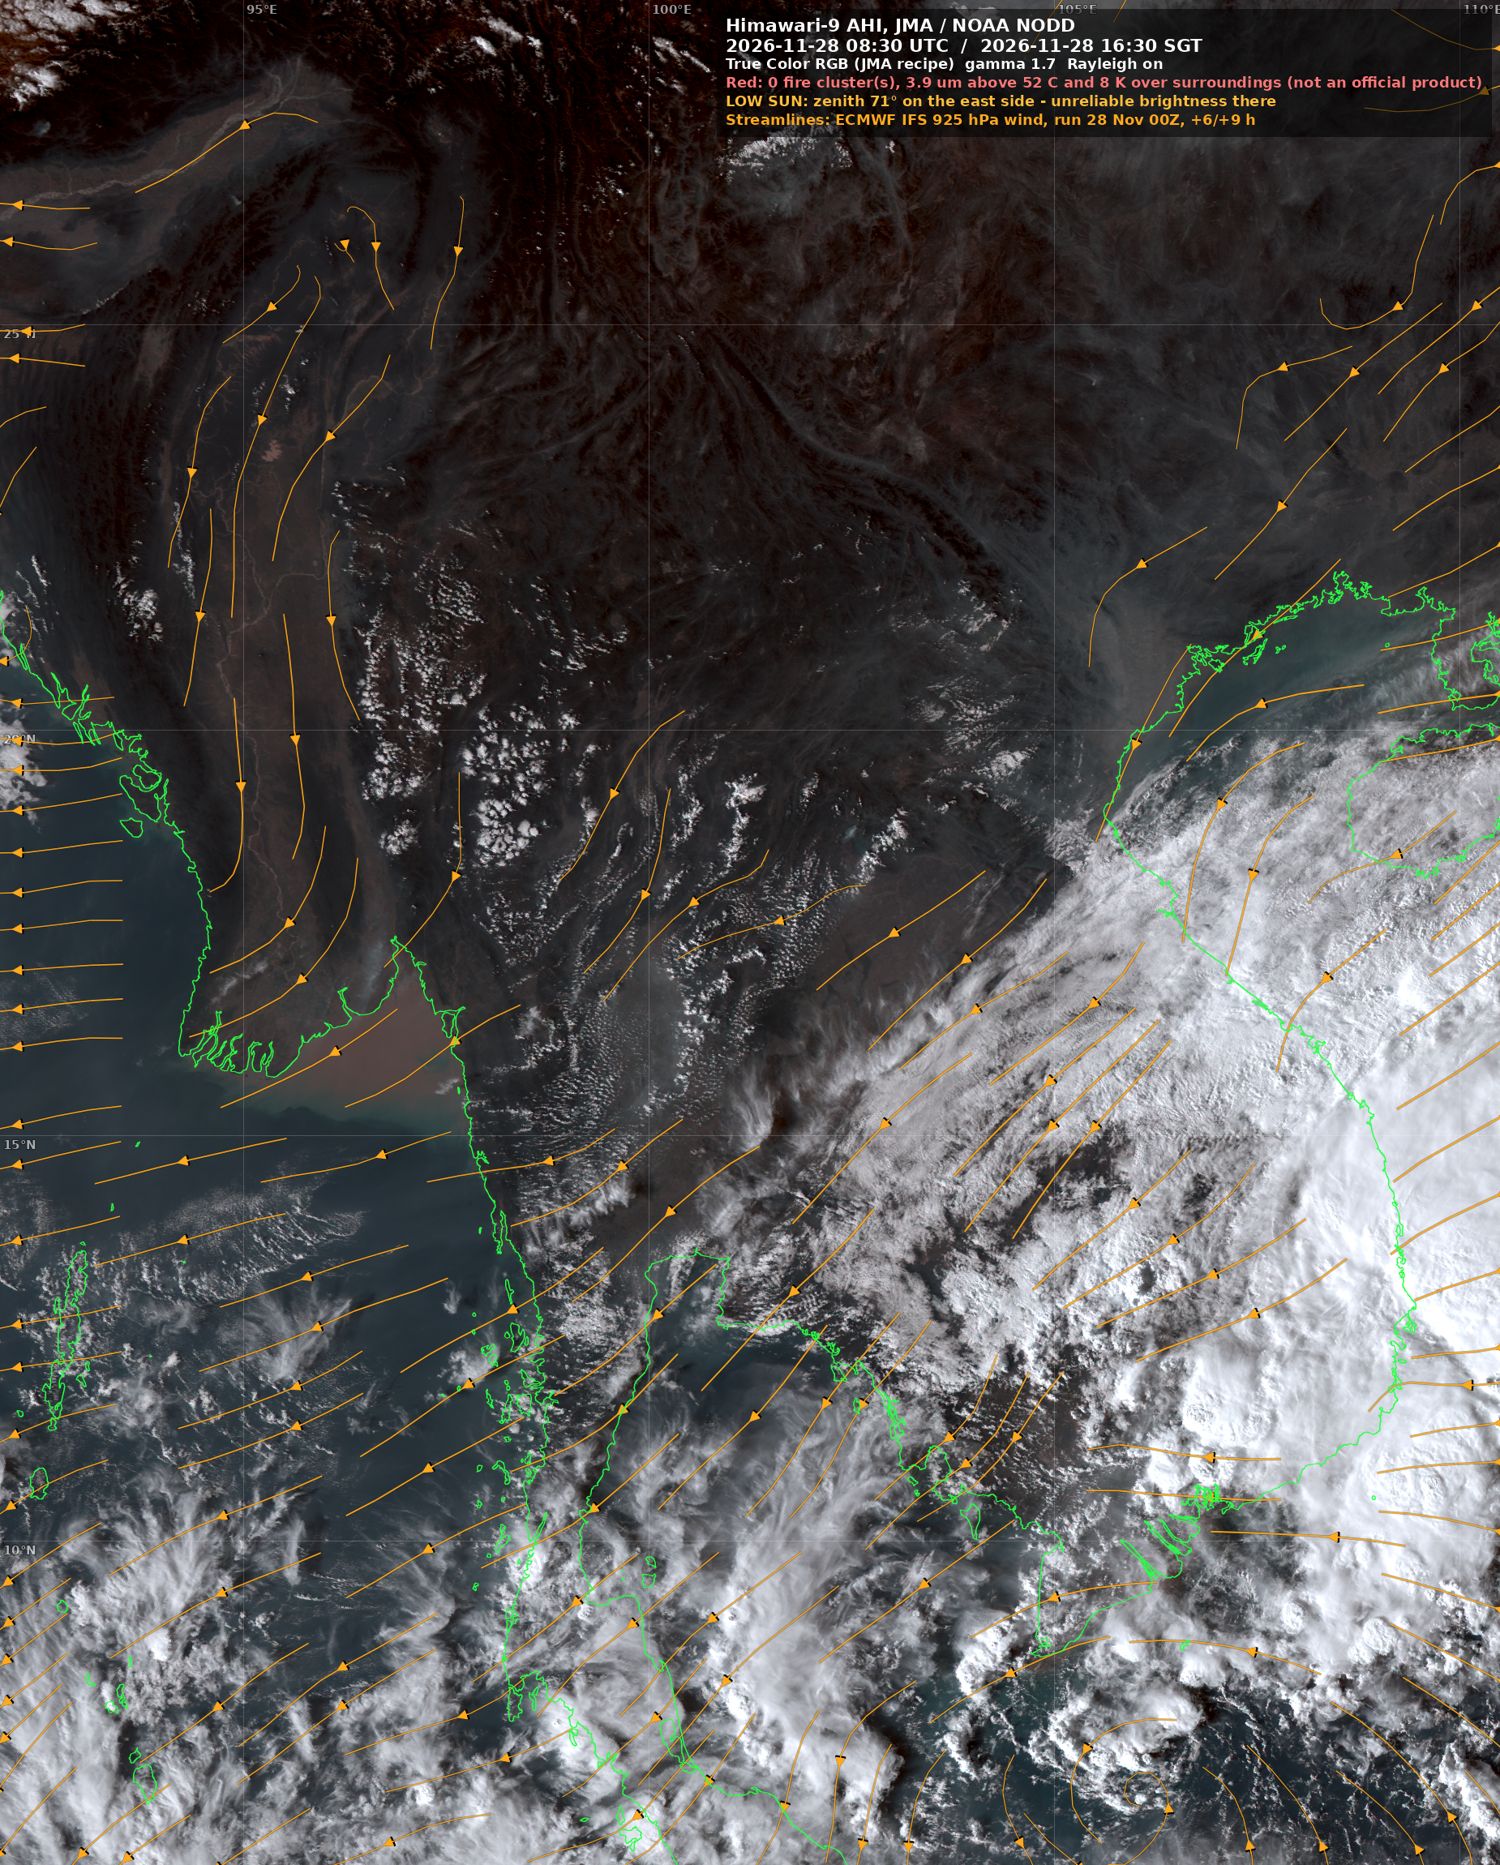 95°E
100°E
105°E
110°E
Himawari-9 AHI, JMA / NOAA NODD
2026-11-28 08:30 UTC / 2026-11-28 16:30 SGT
True Color RGB (JMA recipe) gamma 1.7 Rayleigh on
Red: 0 fire cluster(s), 3.9 um above 52 C and 8 K over surroundings (not an official product)
LOW SUN: zenith 71° on the east side - unreliable brightness there
Streamlines: ECMWF IFS 925 hPa wind, run 28 Nov 00Z, +6/+9 h
25°N
20°N
15°N
10°N